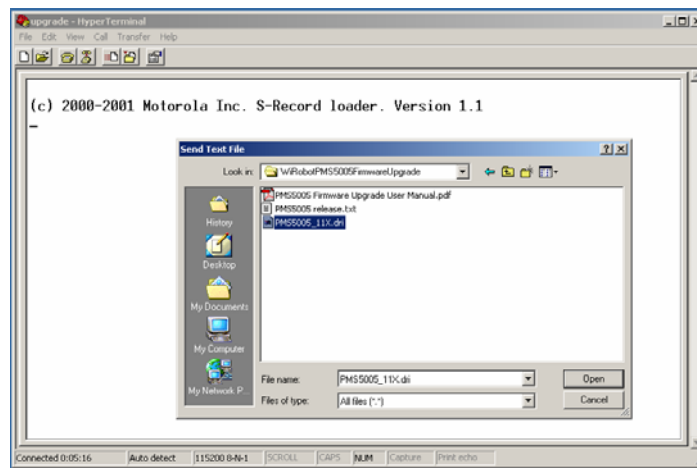 upgrade - HyperTerminal
File Edit View Call Transfer Help
(c) 2000-2001 Motorola Inc. S-Record loader. Version 1.1
Send Text File
Look in: WiRobotPMS5005FirmwareUpgrade
PMS5005 Firmware Upgrade User Manual.pdf
PMS5005 release.txt
PMS5005_11X.dri
History
Desktop
My Documents
My Computer
My Network P...
File name: PMS5005_11X.dri
Open
Files of type: All files (*.*)
Cancel
Connected 0:05:16 Auto detect 115200 8-N-1 SCROLL CAPS NUM Capture Print echo